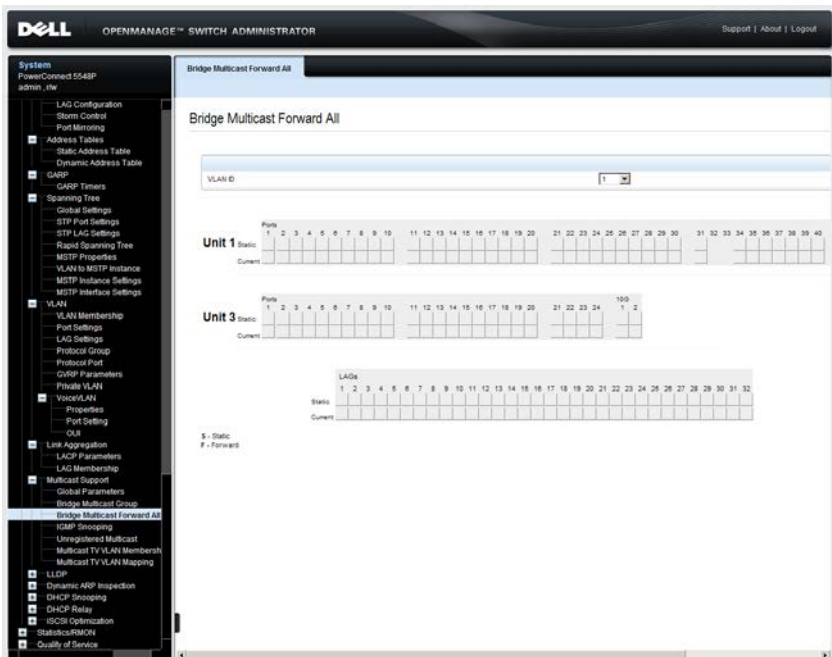 DELL OPENMANAGE™ SWITCH ADMINISTRATOR
Support | About | Logout
System
PowerConnect 5548P
LAG Configuration
Storm Control
Port Mirroring
Address Tables
Static Address Table
Dynamic Address Table
GARP
GARP Timers
Spanning Tree
Global Settings
STP Port Settings
STP LAG Settings
Rapid Spanning Tree
MSTP Properties
VLAN to MSTP Instance
MSTP Instance Settings
MSTP Interface Settings
VLAN
VLAN Membership
Port Settings
LAG Settings
Protocol Group
Protocol Port
GVRP Parameters
Private VLAN
VoiceVLAN
Properties
Port Setting
OUI
Link Aggregation
LACP Parameters
LAG Membership
Multicast Support
Global Parameters
Bridge Multicast Group
Bridge Multicast Forward All
IGMP Snooping
Unregistered Multicast
Multicast TV VLAN Membersh
Multicast TV VLAN Mapping
LLDP
Dynamic ARP Inspection
DHCP Snooping
DHCP Relay
iSCSI Optimization
Statistics/RMON
Quality of Service
Bridge Multicast Forward All
Bridge Multicast Forward All
VLAN ID 1
Ports
1 2 3 4 5 6 7 8 9 10 11 12 13 14 15 16 17 18 19 20 21 22 23 24 25 26 27 28 29 30 31 32 33 34 35 36 37 38 39 40
Unit 1 Static
Current
Ports 10G
1 2 3 4 5 6 7 8 9 10 11 12 13 14 15 16 17 18 19 20 21 22 23 24 1 2
Unit 3 Static
Current
LAGs
1 2 3 4 5 6 7 8 9 10 11 12 13 14 15 16 17 18 19 20 21 22 23 24 25 26 27 28 29 30 31 32
Static
Current
S - Static
F - Forward